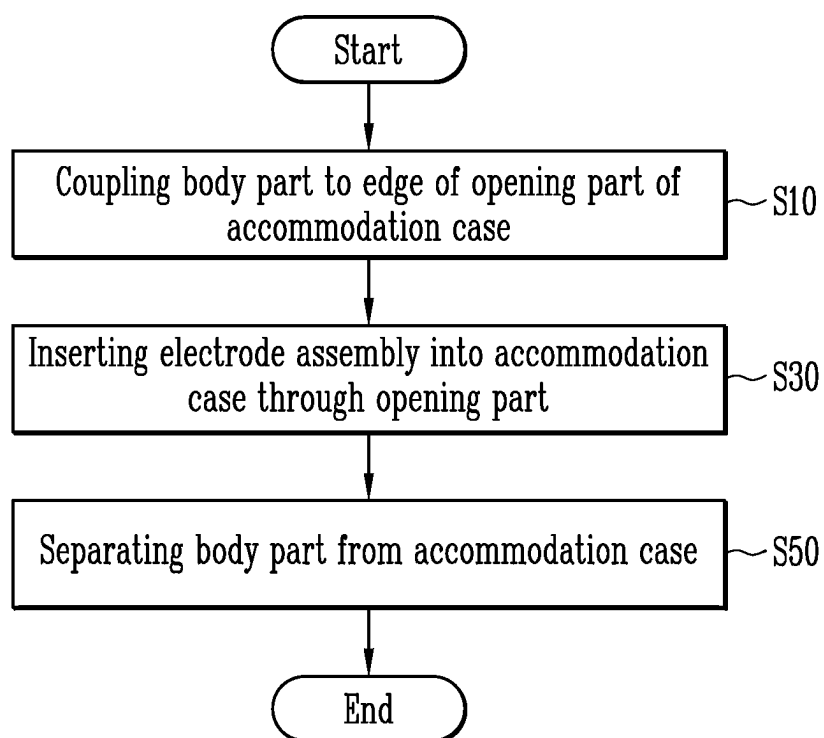 Start
Coupling body part to edge of opening part of
accommodation case
S10
Inserting electrode assembly into accommodation
case through opening part
S30
Separating body part from accommodation case
S50
End